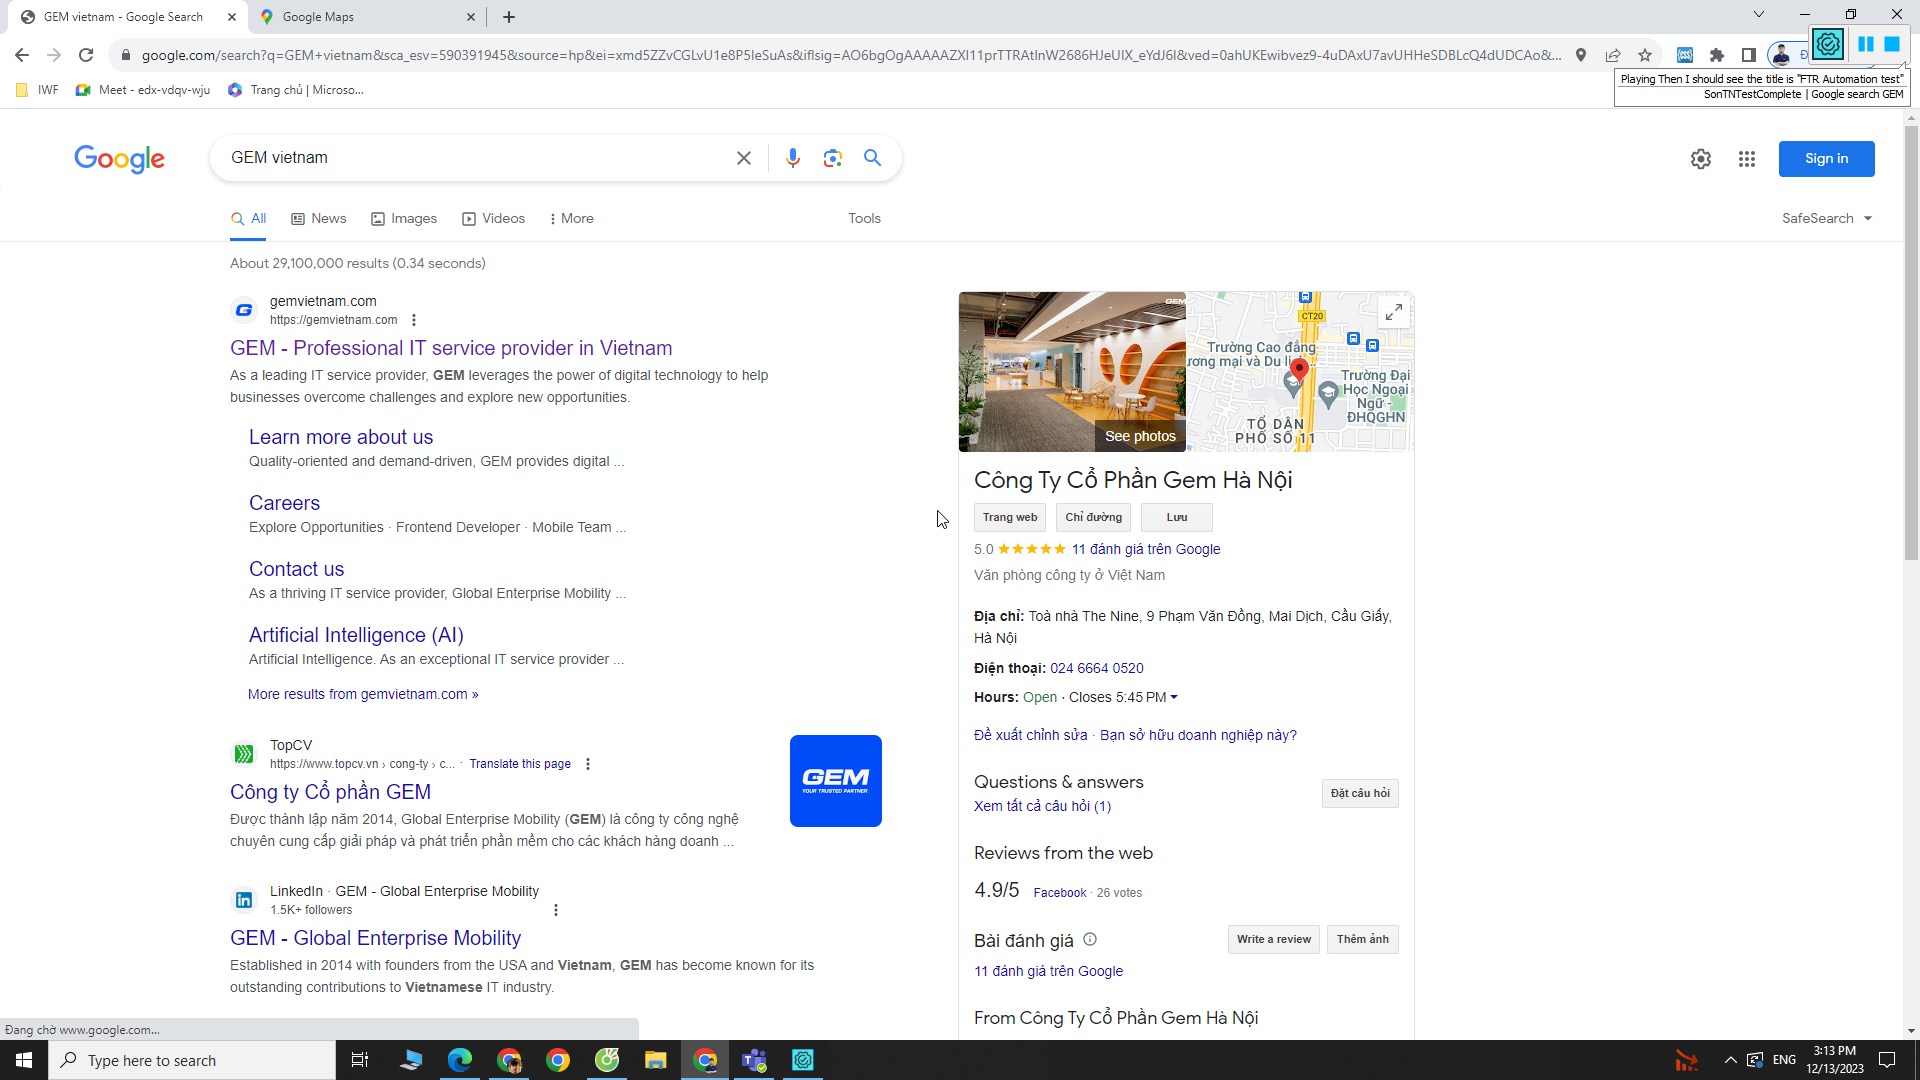 GEM vietnam - Google Search
Google Maps
google.com/search?q=GEM+vietnam&sca_esv=590391945&source=hp&ei=xmd5ZZvCGLvU1e8P5IeSuAs&iflsig=AO6bgOgAAAAAZXl11prTTRAtlnW2686HJeUIX_eYdJ6I&ved=0ahUKEwibvez9-4uDAxU7avUHHeSDBLcQ4dUDCAo&...
IWF
Meet - edx-vdqv-wju
Trang chủ | Microso...
Playing Then I should see the title is "FTR Automation test"
SonTNTestComplete | Google search GEM
Google
GEM vietnam
Sign in
All
News
Images
Videos
More
Tools
SafeSearch
About 29,100,000 results (0.34 seconds)
gemvietnam.com
https://gemvietnam.com
GEM - Professional IT service provider in Vietnam
As a leading IT service provider, GEM leverages the power of digital technology to help
businesses overcome challenges and explore new opportunities.
Learn more about us
Quality-oriented and demand-driven, GEM provides digital ...
Careers
Explore Opportunities · Frontend Developer · Mobile Team ...
Contact us
As a thriving IT service provider, Global Enterprise Mobility ...
Artificial Intelligence (AI)
Artificial Intelligence. As an exceptional IT service provider ...
More results from gemvietnam.com »
TopCV
https://www.topcv.vn › cong-ty › c... · Translate this page
Công ty Cổ phần GEM
Được thành lập năm 2014, Global Enterprise Mobility (GEM) là công ty công nghệ
chuyên cung cấp giải pháp và phát triển phần mềm cho các khách hàng doanh ...
GEM
YOUR TRUSTED PARTNER
LinkedIn · GEM - Global Enterprise Mobility
1.5K+ followers
GEM - Global Enterprise Mobility
Established in 2014 with founders from the USA and Vietnam, GEM has become known for its
outstanding contributions to Vietnamese IT industry.
GEM
See photos
CT20
Trường Cao đẳng
ương mại và Du li...
Trường Đại
Học Ngoại
Ngữ -
ĐHQGHN
TỔ DÂN
PHỐ SỐ 11
Công Ty Cổ Phần Gem Hà Nội
Trang web
Chỉ đường
Lưu
5.0 ★★★★★ 11 đánh giá trên Google
Văn phòng công ty ở Việt Nam
Địa chỉ: Toà nhà The Nine, 9 Phạm Văn Đồng, Mai Dịch, Cầu Giấy,
Hà Nội
Điện thoại: 024 6664 0520
Hours: Open · Closes 5:45 PM
Đề xuất chỉnh sửa · Bạn sở hữu doanh nghiệp này?
Questions & answers
Xem tất cả câu hỏi (1)
Đặt câu hỏi
Reviews from the web
4.9/5 Facebook · 26 votes
Bài đánh giá
Write a review
Thêm ảnh
11 đánh giá trên Google
From Công Ty Cổ Phần Gem Hà Nội
Đang chờ www.google.com...
Type here to search
ENG
3:13 PM
12/13/2023